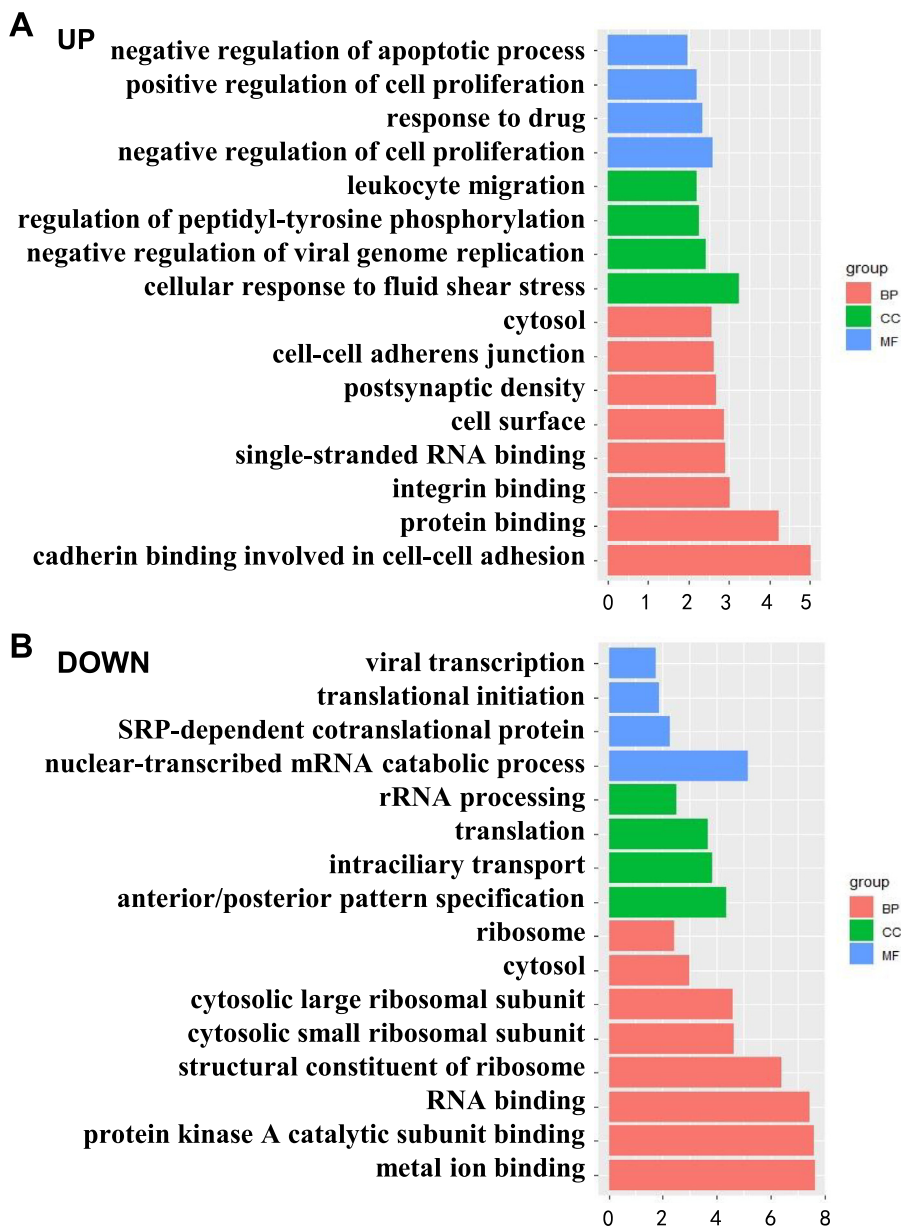 A UP
negative regulation of apoptotic process
positive regulation of cell proliferation
response to drug
negative regulation of cell proliferation
leukocyte migration
regulation of peptidyl-tyrosine phosphorylation
negative regulation of viral genome replication
cellular response to fluid shear stress
cytosol
cell-cell adherens junction
postsynaptic density
cell surface
single-stranded RNA binding
integrin binding
protein binding
cadherin binding involved in cell-cell adhesion
0 1 2 3 4 5
group
BP
CC
MF
B DOWN
viral transcription
translational initiation
SRP-dependent cotranslational protein
nuclear-transcribed mRNA catabolic process
rRNA processing
translation
intraciliary transport
anterior/posterior pattern specification
ribosome
cytosol
cytosolic large ribosomal subunit
cytosolic small ribosomal subunit
structural constituent of ribosome
RNA binding
protein kinase A catalytic subunit binding
metal ion binding
0 2 4 6 8
group
BP
CC
MF